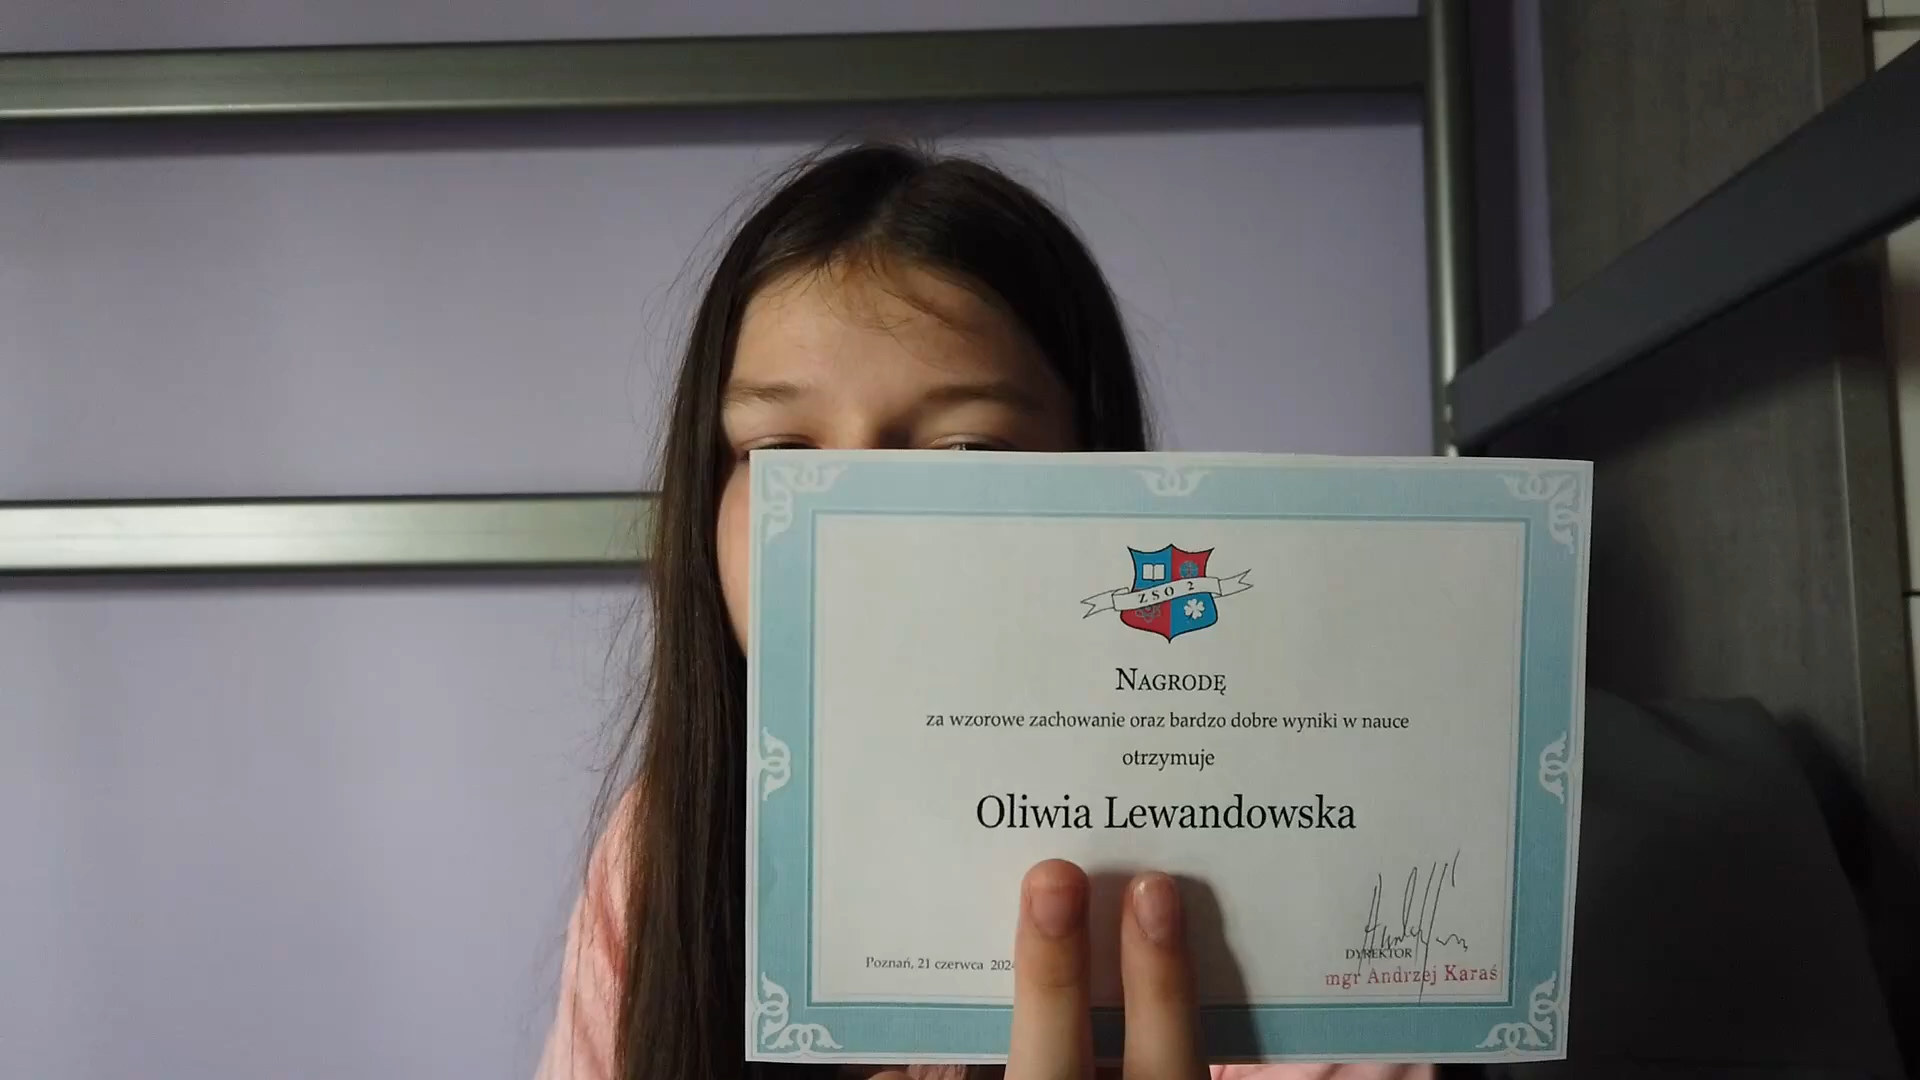 ZSO 2
NAGRODĘ
za wzorowe zachowanie oraz bardzo dobre wyniki w nauce
otrzymuje
Oliwia Lewandowska
Poznań, 21 czerwca 2024
DYREKTOR
mgr Andrzej Karaś